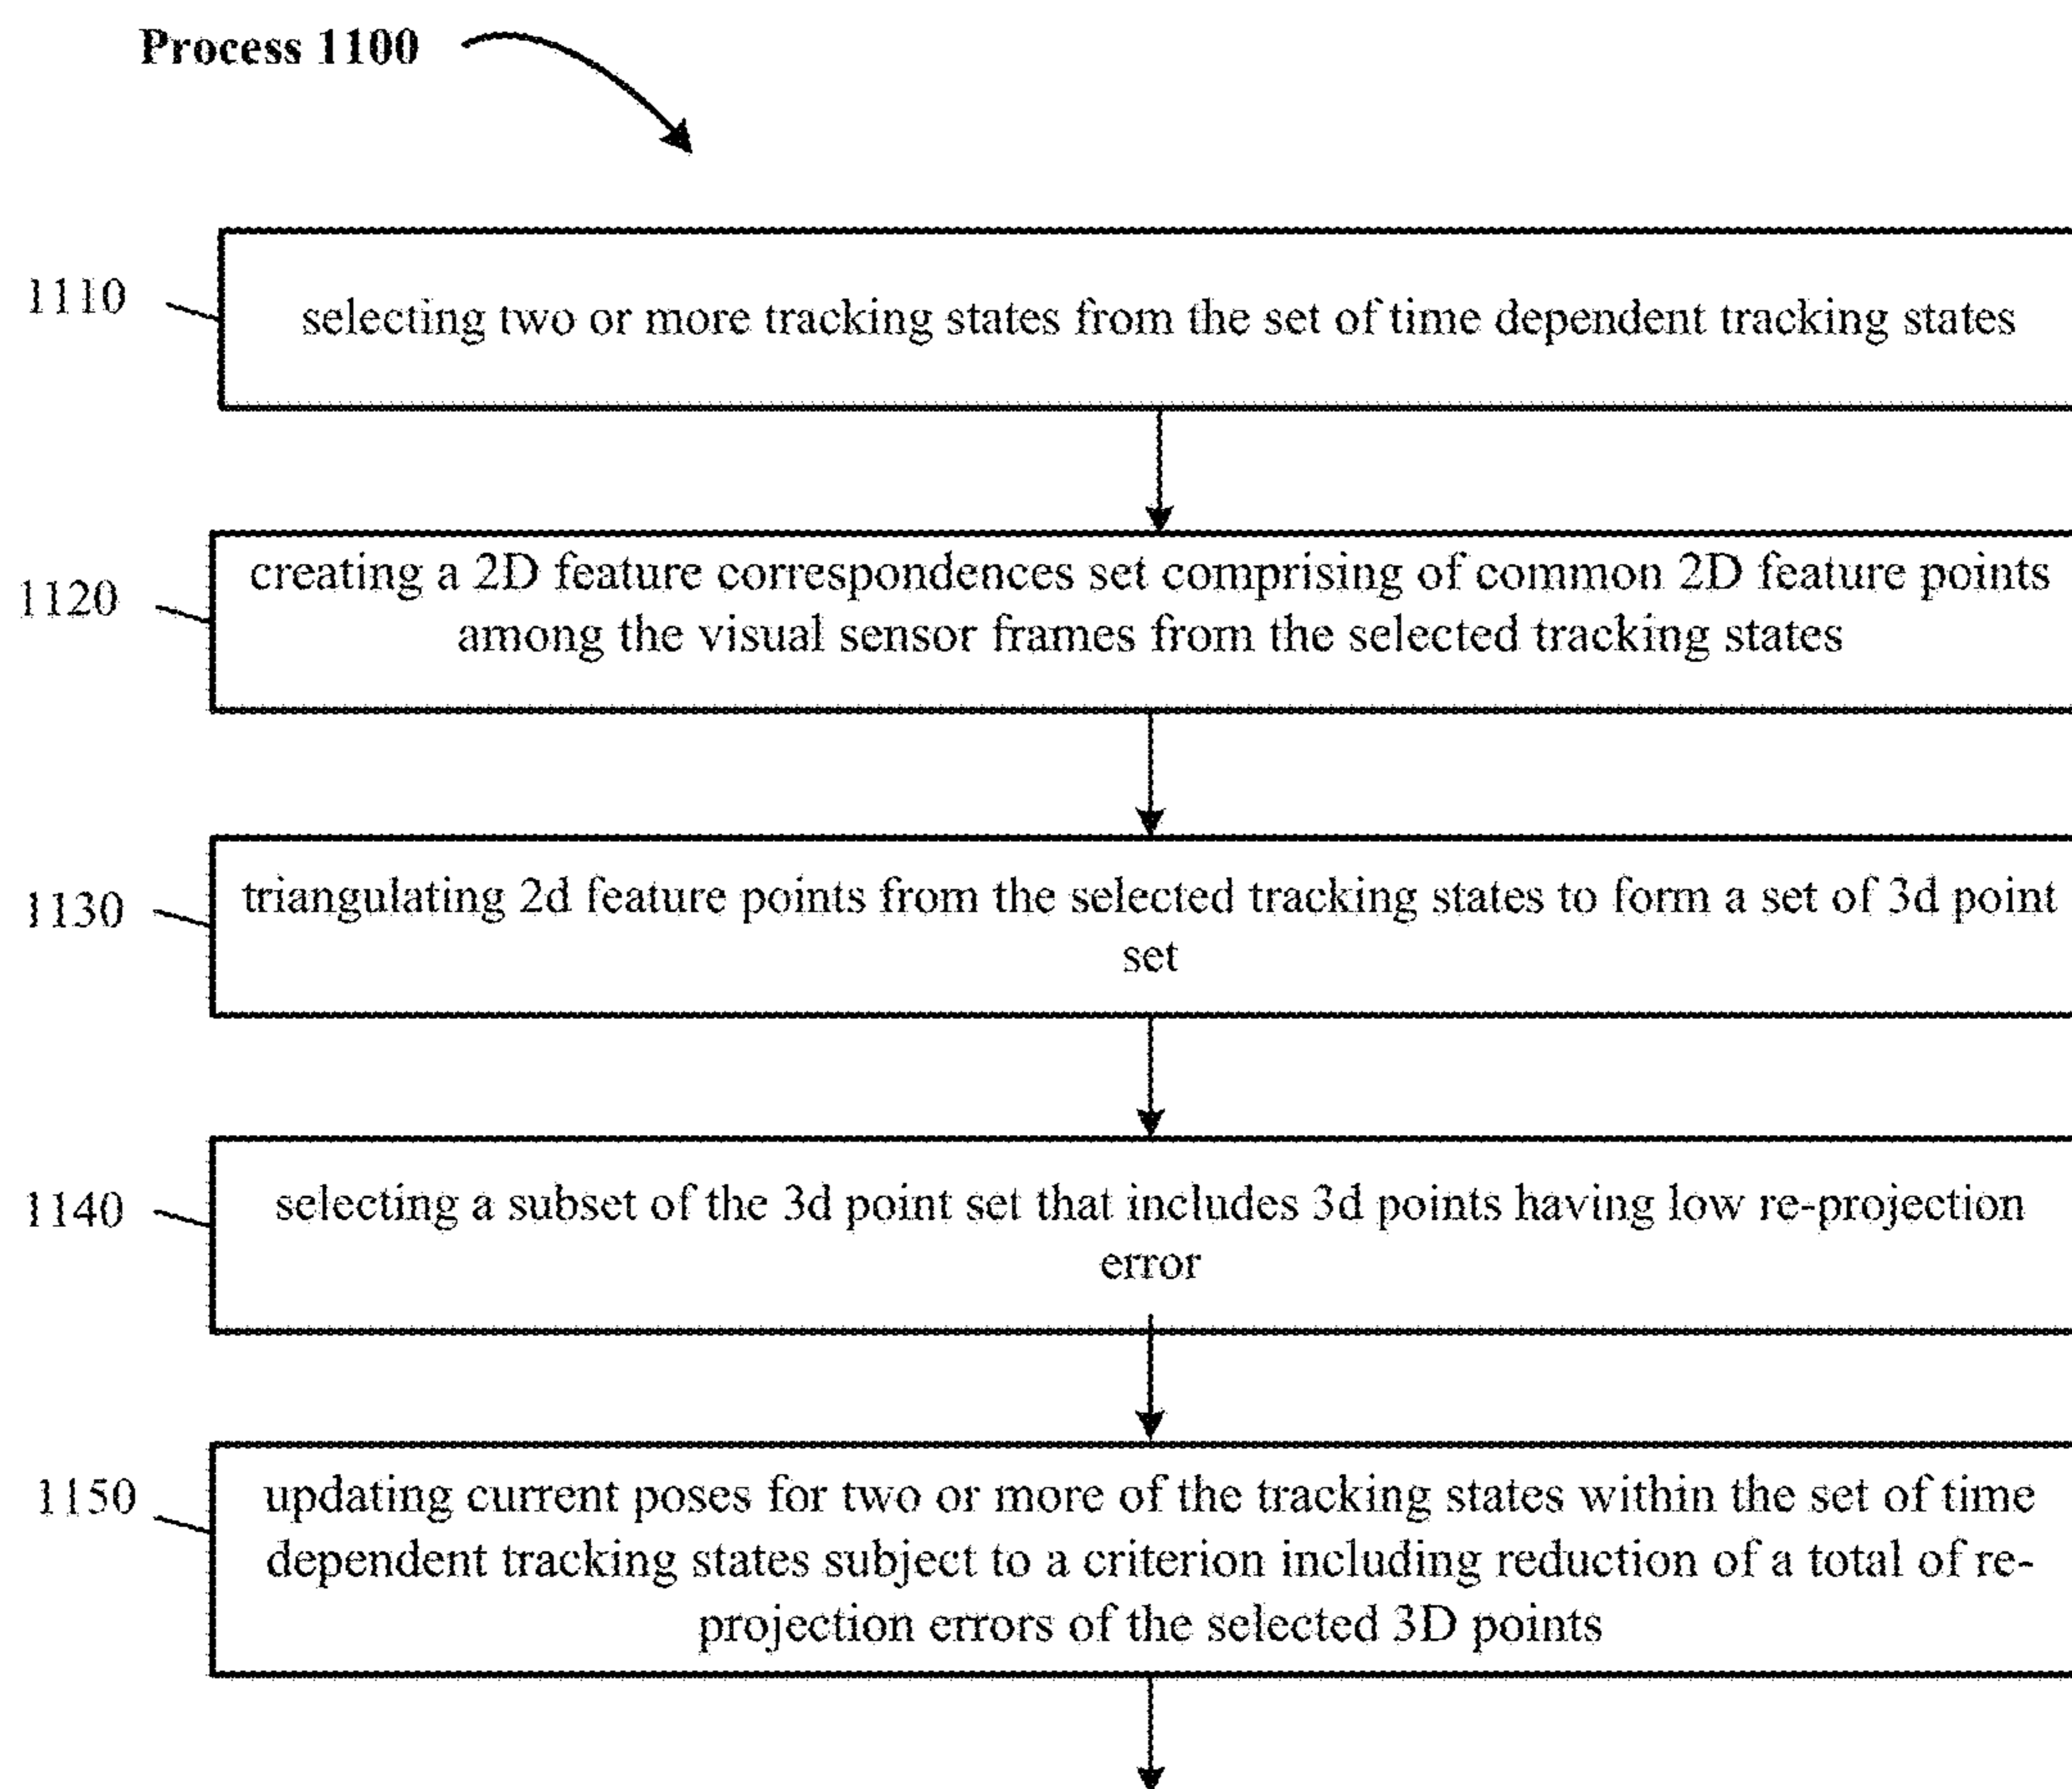 Process 1100
1110
selecting two or more tracking states from the set of time dependent tracking states
1120
creating a 2D feature correspondences set comprising of common 2D feature points
among the visual sensor frames from the selected tracking states
1130
triangulating 2d feature points from the selected tracking states to form a set of 3d point
set
1140
selecting a subset of the 3d point set that includes 3d points having low re-projection
error
1150
updating current poses for two or more of the tracking states within the set of time
dependent tracking states subject to a criterion including reduction of a total of re-
projection errors of the selected 3D points